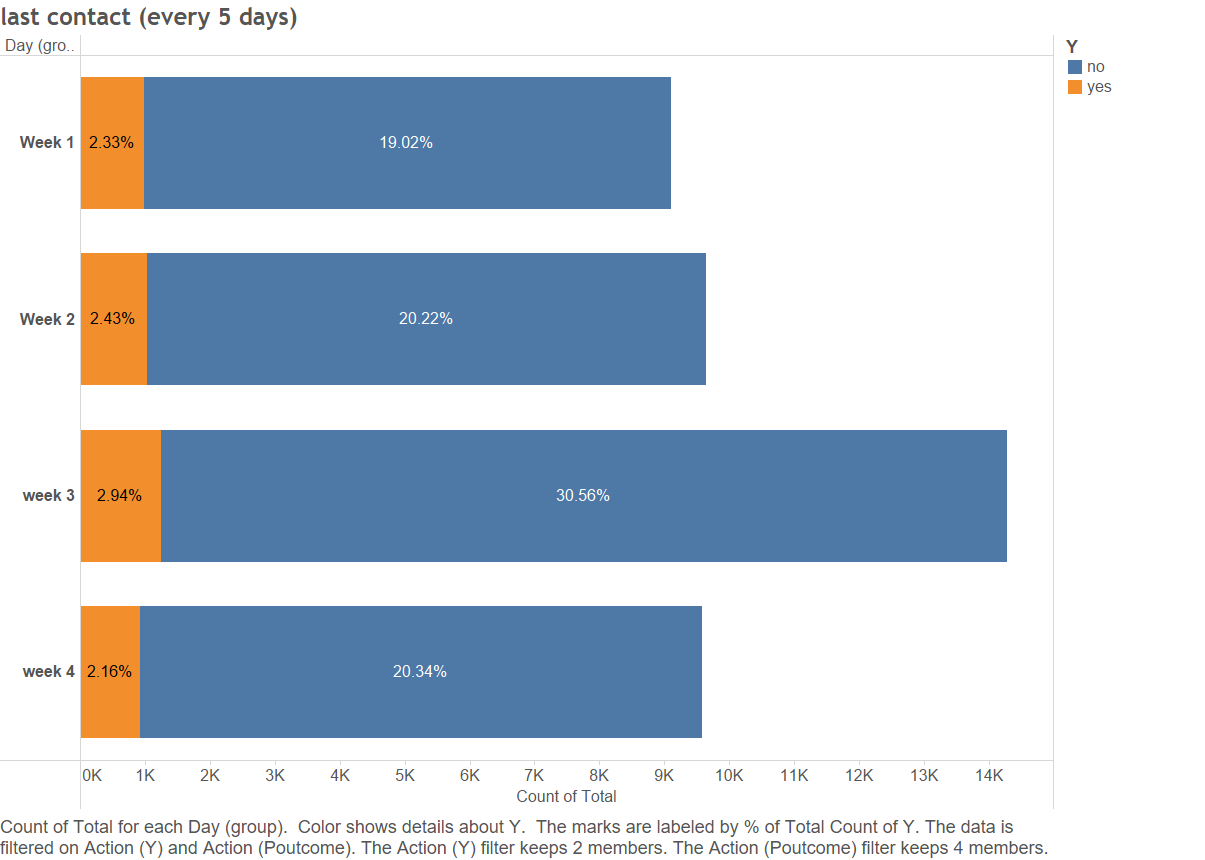 last contact (every 5 days)
Day (gro..
Y
no
yes
Week 1
2.33%
19.02%
Week 2
2.43%
20.22%
week 3
2.94%
30.56%
week 4
2.16%
20.34%
0K 1K 2K 3K 4K 5K 6K 7K 8K 9K 10K 11K 12K 13K 14K
Count of Total
Count of Total for each Day (group).  Color shows details about Y.  The marks are labeled by % of Total Count of Y. The data is
filtered on Action (Y) and Action (Poutcome). The Action (Y) filter keeps 2 members. The Action (Poutcome) filter keeps 4 members.